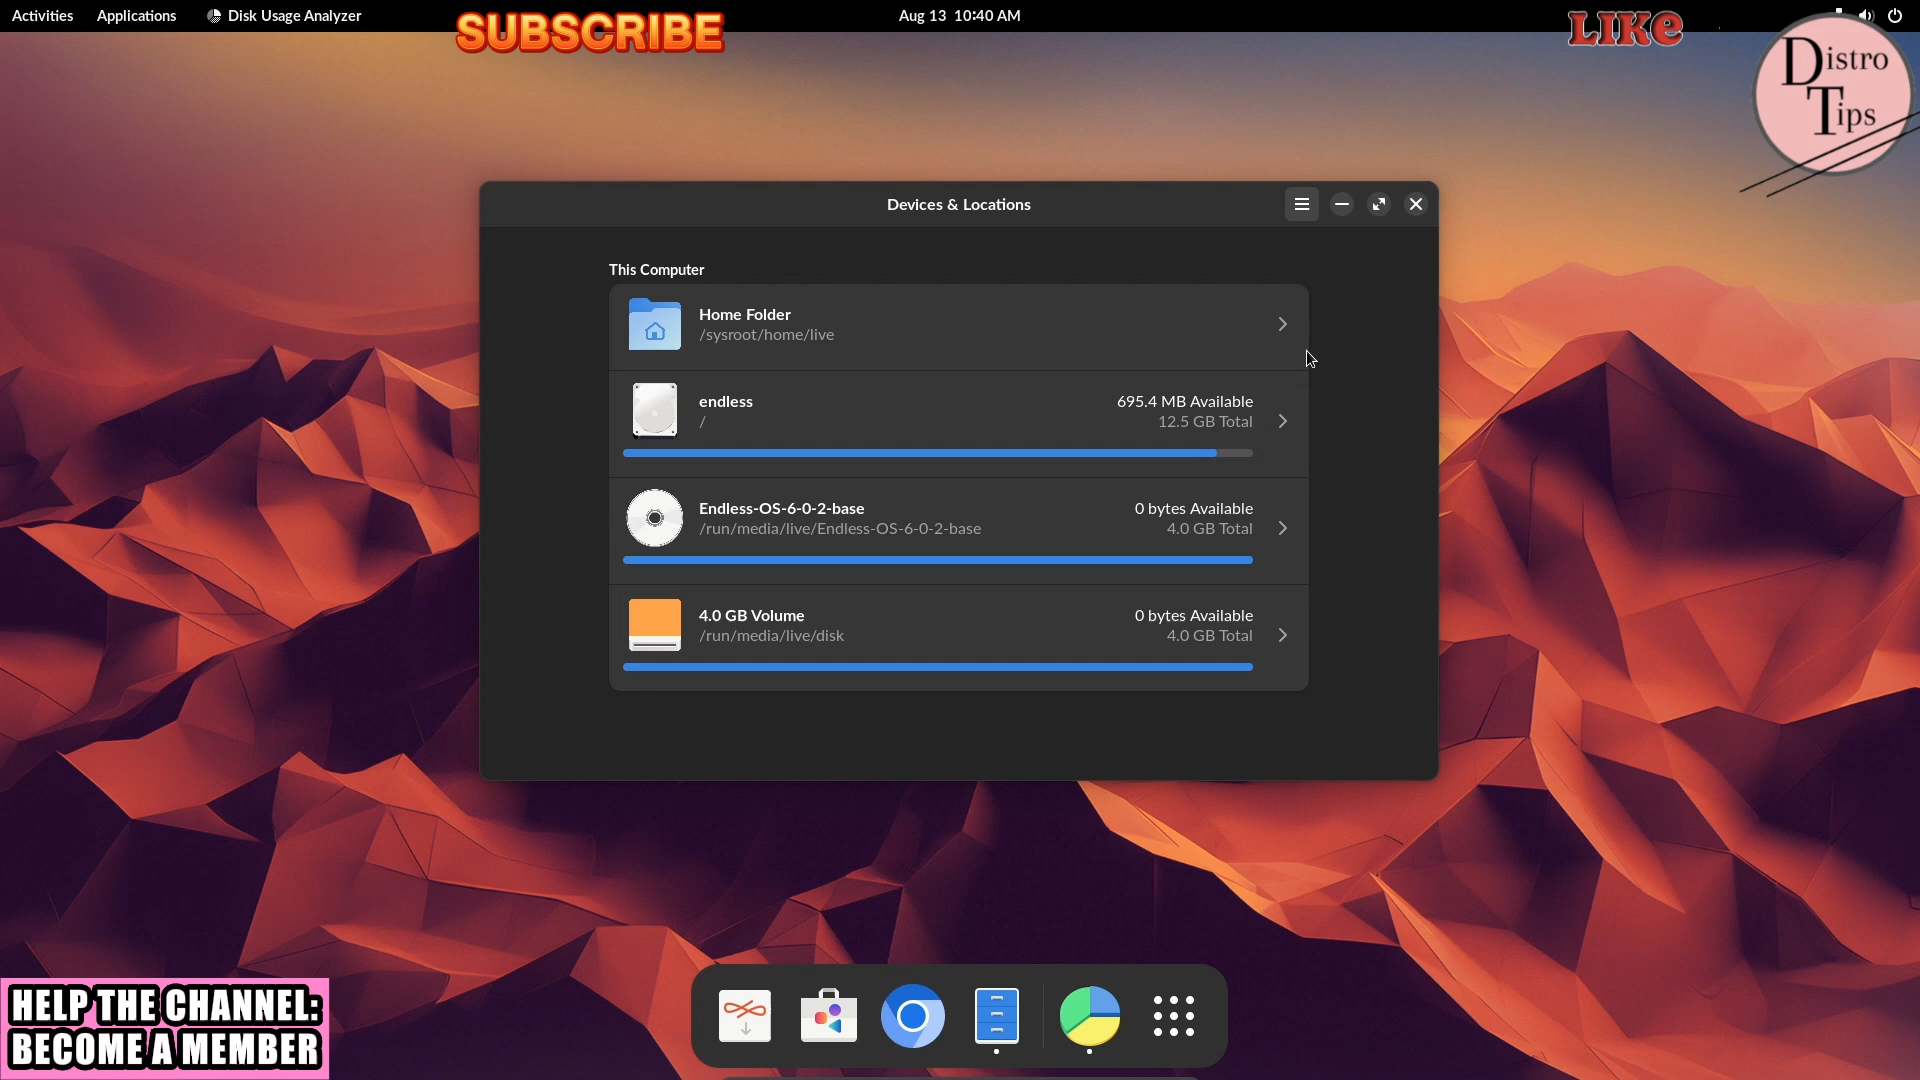 Activities Applications Disk Usage Analyzer Aug 13 10:40 AM
SUBSCRIBE
LIKe
Distro
Tips
Devices & Locations
This Computer
Home Folder
/sysroot/home/live
endless 695.4 MB Available
/ 12.5 GB Total
Endless-OS-6-0-2-base 0 bytes Available
/run/media/live/Endless-OS-6-0-2-base 4.0 GB Total
4.0 GB Volume 0 bytes Available
/run/media/live/disk 4.0 GB Total
HELP THE CHANNEL:
BECOME A MEMBER